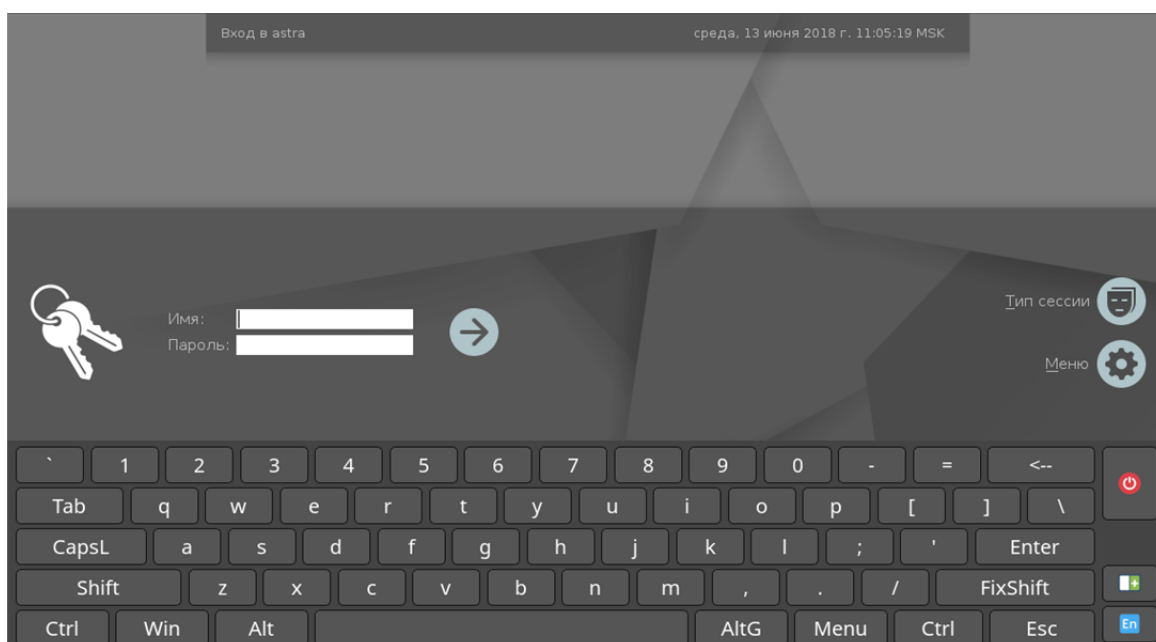 Вход в astra среда, 13 июня 2018 г. 11:05:19 MSK
Тип сессии
Имя:
Пароль:
Меню
` 1 2 3 4 5 6 7 8 9 0 - = <--
Tab q w e r t y u i o p [ ] \
CapsL a s d f g h j k l ; ' Enter
Shift z x c v b n m , . / FixShift
Ctrl Win Alt AltG Menu Ctrl Esc En